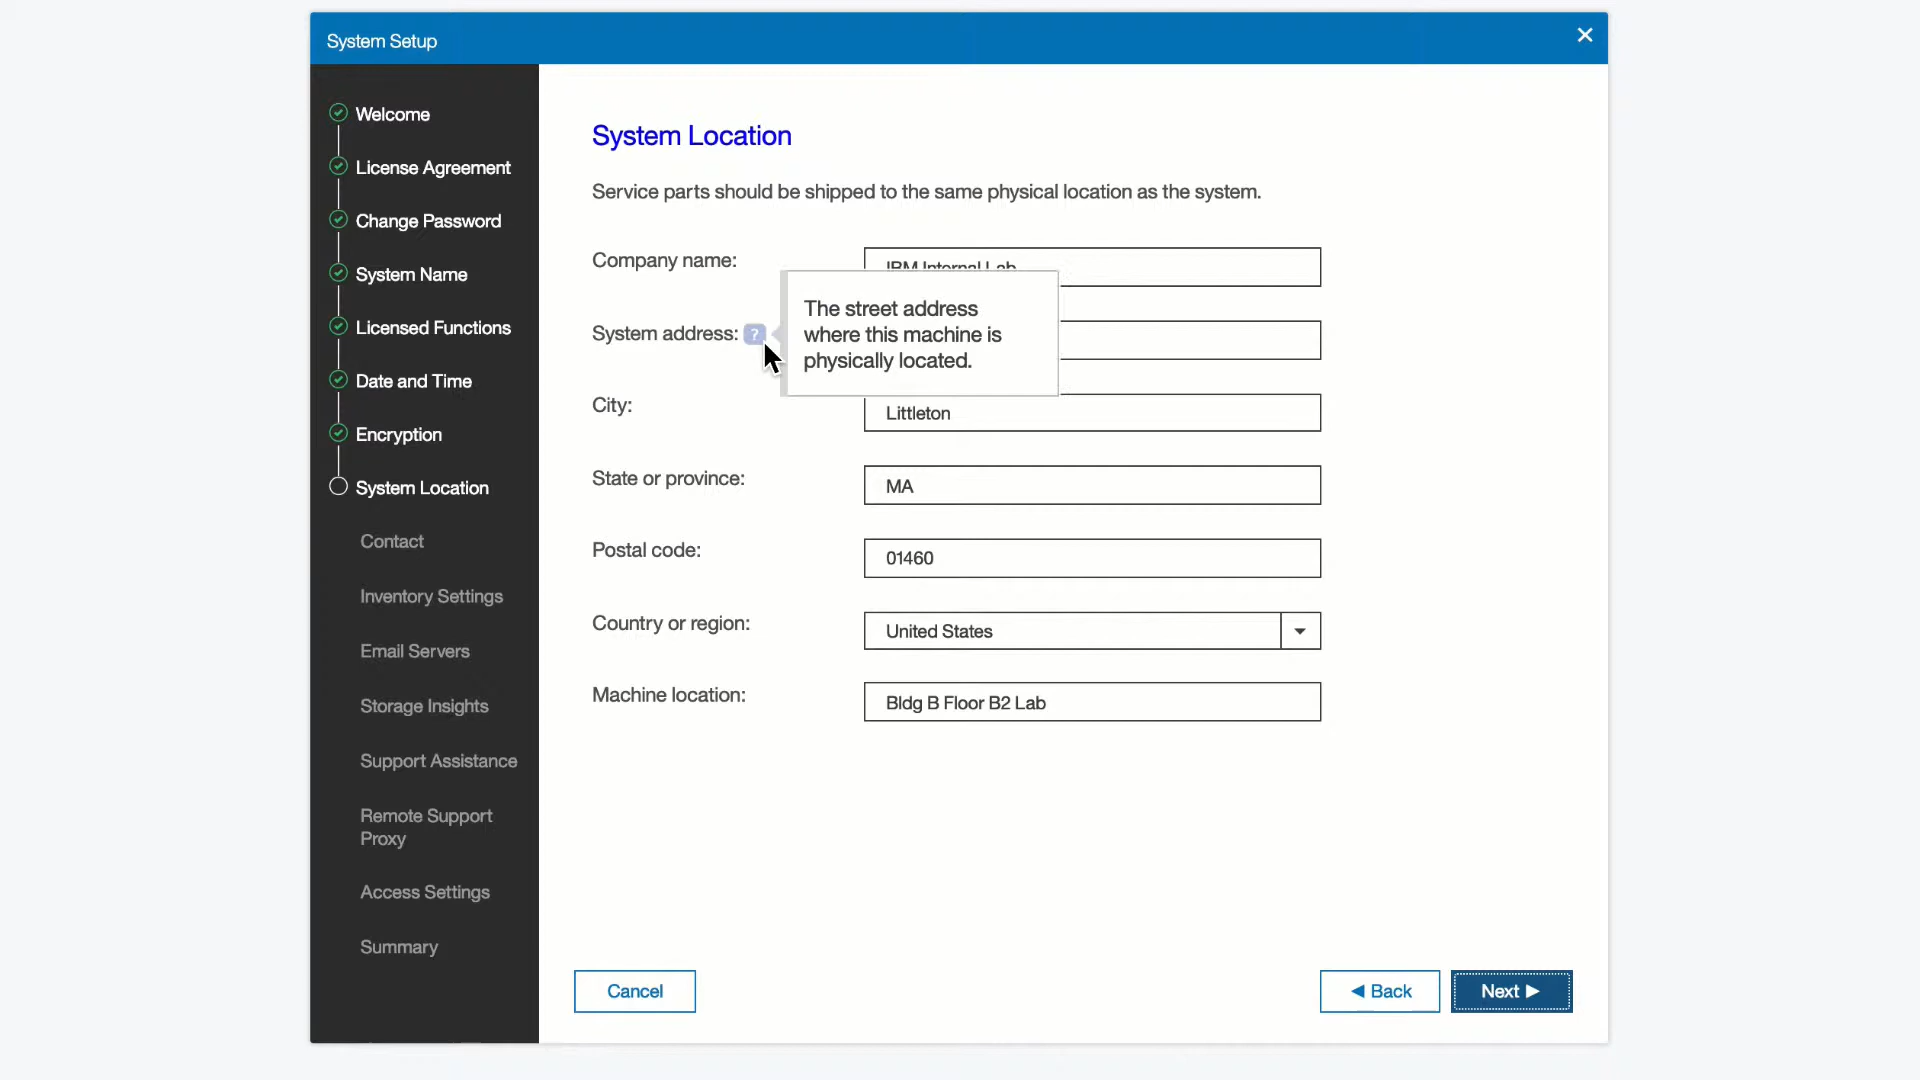 System Setup
Welcome
License Agreement
Change Password
System Name
Licensed Functions
Date and Time
Encryption
System Location
Contact
Inventory Settings
Email Servers
Storage Insights
Support Assistance
Remote Support
Proxy
Access Settings
Summary
System Location
Service parts should be shipped to the same physical location as the system.
Company name:
IBM Internal Lab
System address: ?
The street address
where this machine is
physically located.
City:
Littleton
State or province:
MA
Postal code:
01460
Country or region:
United States
Machine location:
Bldg B Floor B2 Lab
Cancel
Back
Next